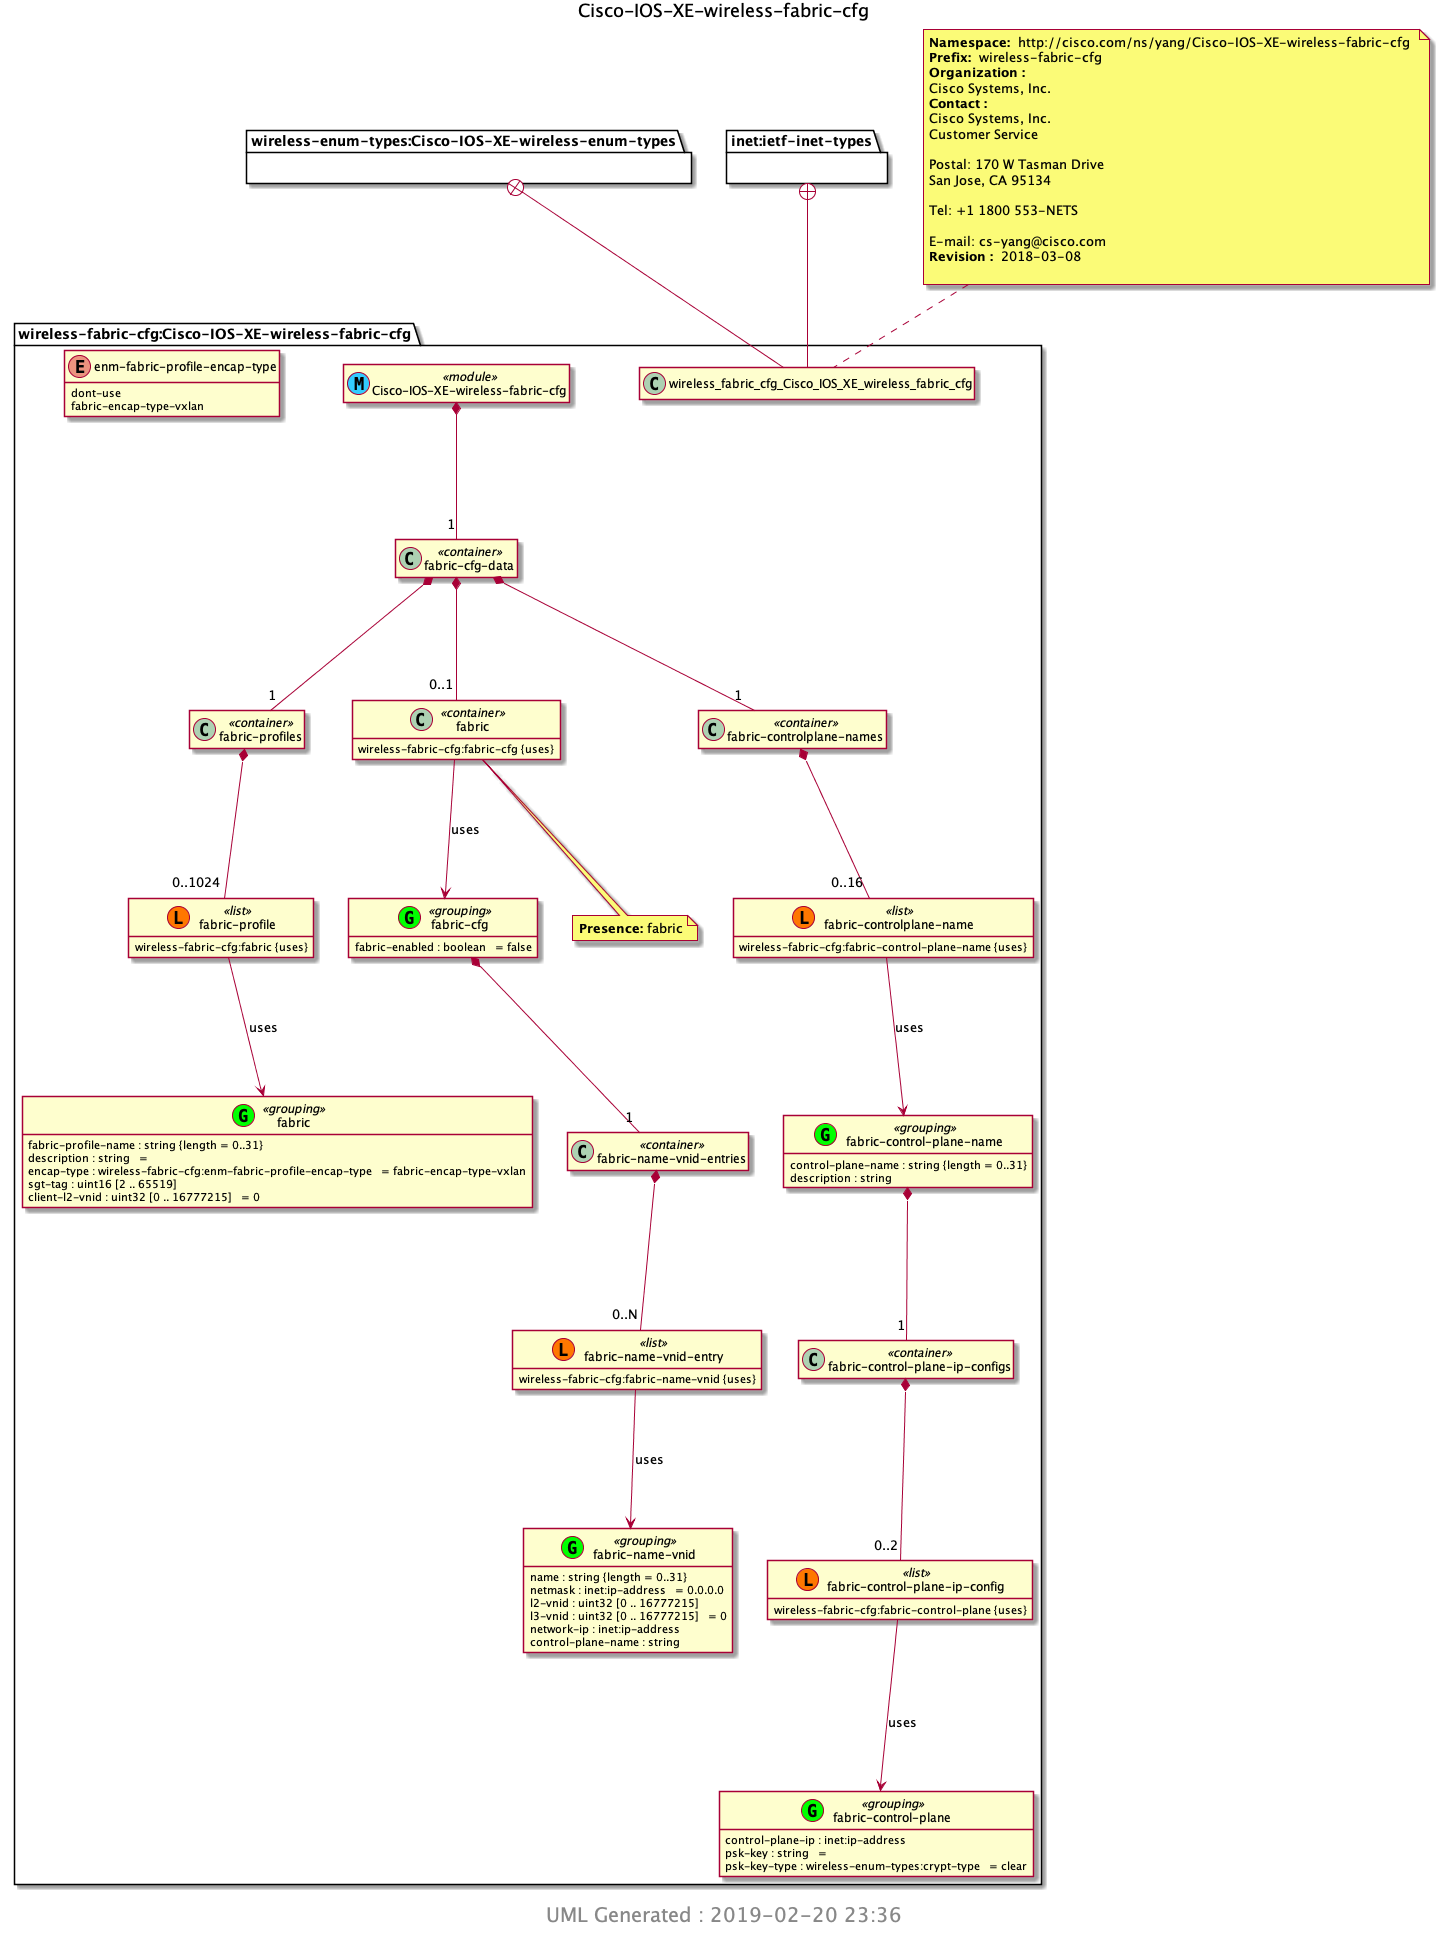 Cisco-IOS-XE-wireless-fabric-cfg
Namespace: http://cisco.com/ns/yang/Cisco-IOS-XE-wireless-fabric-cfg
Prefix: wireless-fabric-cfg
Organization :
Cisco Systems, Inc.
Contact :
Cisco Systems, Inc.
Customer Service
Postal: 170 W Tasman Drive
San Jose, CA 95134
Tel: +1 1800 553-NETS
E-mail: cs-yang@cisco.com
Revision : 2018-03-08
wireless-enum-types:Cisco-IOS-XE-wireless-enum-types
inet:ietf-inet-types
wireless-fabric-cfg:Cisco-IOS-XE-wireless-fabric-cfg
E enm-fabric-profile-encap-type
dont-use
fabric-encap-type-vxlan
«module»
M Cisco-IOS-XE-wireless-fabric-cfg
C wireless_fabric_cfg_Cisco_IOS_XE_wireless_fabric_cfg
1
«container»
C fabric-cfg-data
1
0..1
1
«container»
C fabric-profiles
«container»
C fabric
wireless-fabric-cfg:fabric-cfg {uses}
«container»
C fabric-controlplane-names
uses
0..1024
0..16
«list»
L fabric-profile
wireless-fabric-cfg:fabric {uses}
«grouping»
G fabric-cfg
fabric-enabled : boolean = false
Presence: fabric
«list»
L fabric-controlplane-name
wireless-fabric-cfg:fabric-control-plane-name {uses}
uses
uses
«grouping»
G fabric
fabric-profile-name : string {length = 0..31}
description : string =
encap-type : wireless-fabric-cfg:enm-fabric-profile-encap-type = fabric-encap-type-vxlan
sgt-tag : uint16 [2 .. 65519]
client-l2-vnid : uint32 [0 .. 16777215] = 0
1
«container»
C fabric-name-vnid-entries
«grouping»
G fabric-control-plane-name
control-plane-name : string {length = 0..31}
description : string
0..N
1
«list»
L fabric-name-vnid-entry
wireless-fabric-cfg:fabric-name-vnid {uses}
«container»
C fabric-control-plane-ip-configs
uses
0..2
«grouping»
G fabric-name-vnid
name : string {length = 0..31}
netmask : inet:ip-address = 0.0.0.0
l2-vnid : uint32 [0 .. 16777215]
l3-vnid : uint32 [0 .. 16777215] = 0
network-ip : inet:ip-address
control-plane-name : string
«list»
L fabric-control-plane-ip-config
wireless-fabric-cfg:fabric-control-plane {uses}
uses
«grouping»
G fabric-control-plane
control-plane-ip : inet:ip-address
psk-key : string =
psk-key-type : wireless-enum-types:crypt-type = clear
UML Generated : 2019-02-20 23:36